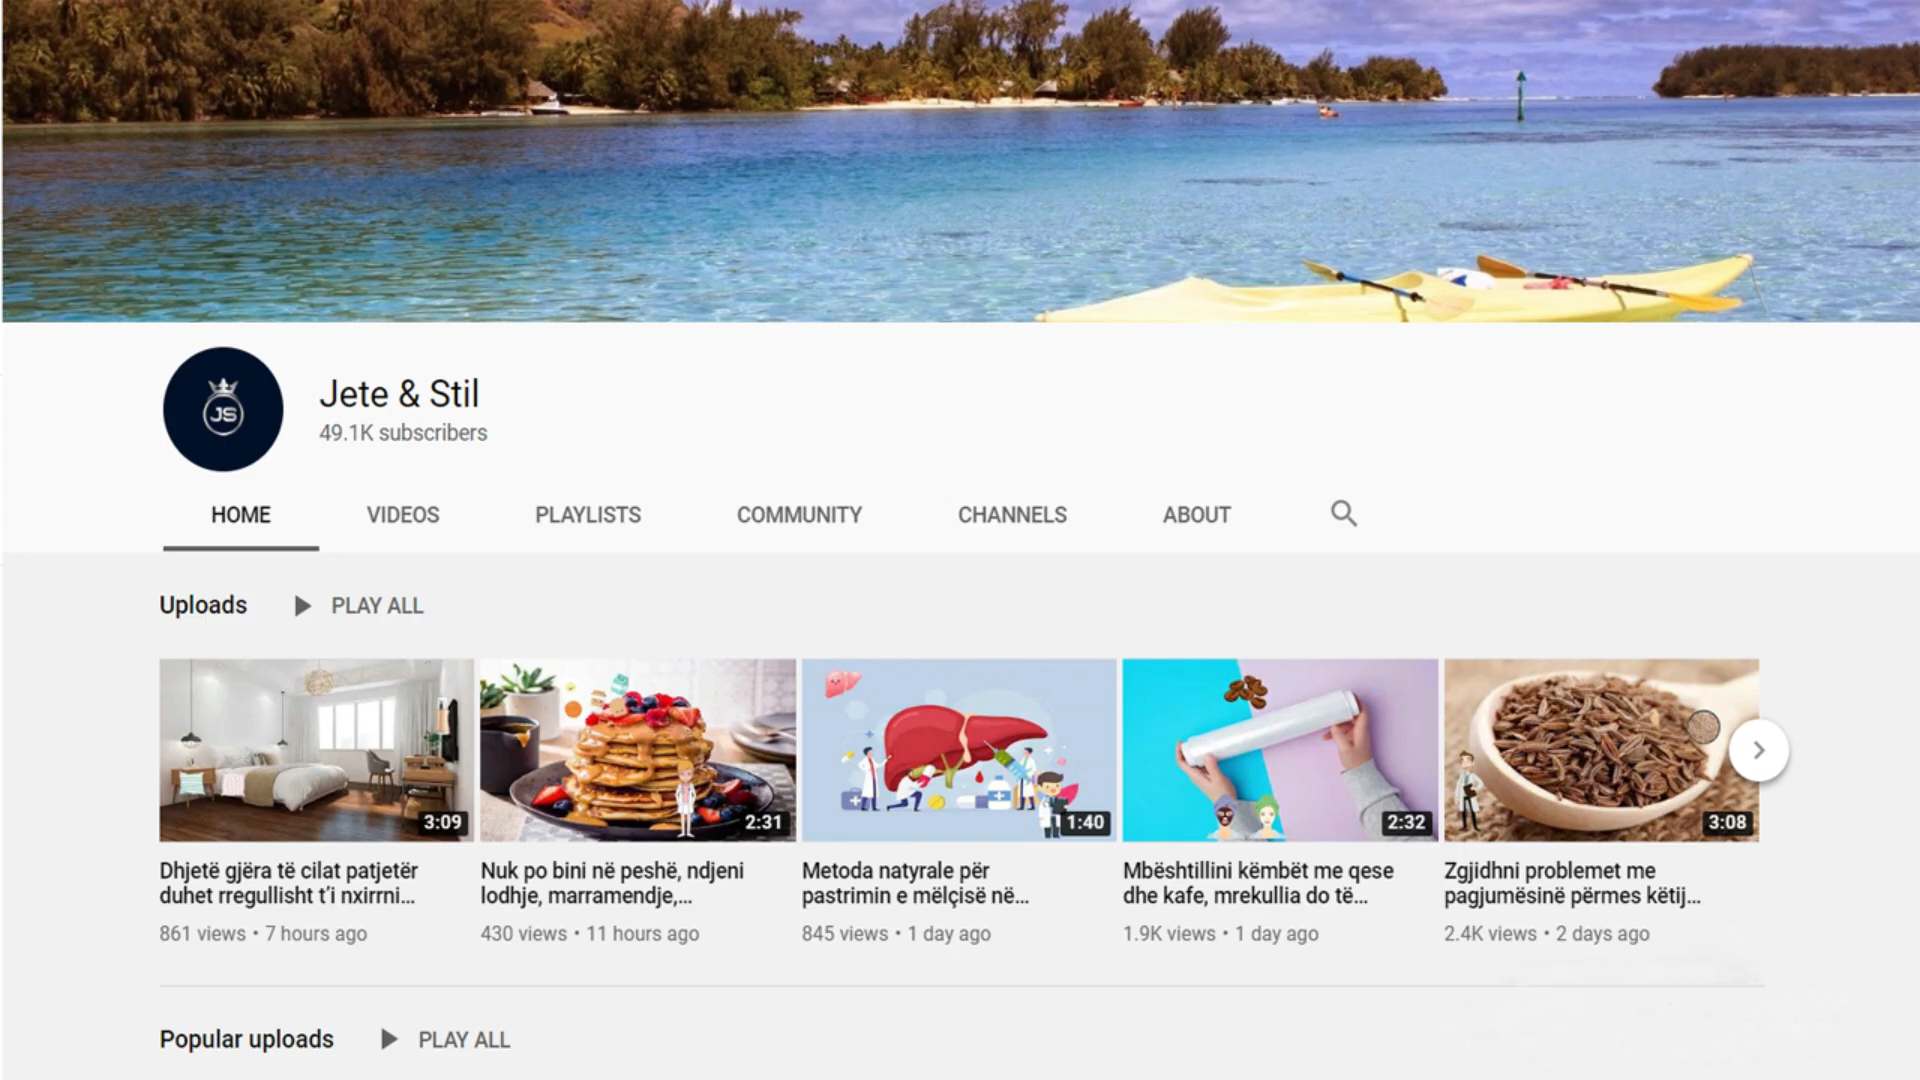 JS
Jete & Stil
49.1K subscribers
HOME VIDEOS PLAYLISTS COMMUNITY CHANNELS ABOUT
Uploads PLAY ALL
3:09 2:31 1:40 2:32 3:08
Dhjetë gjëra të cilat patjetër
duhet rregullisht t'i nxirrni...
861 views • 7 hours ago
Nuk po bini në peshë, ndjeni
lodhje, marramendje,...
430 views • 11 hours ago
Metoda natyrale për
pastrimin e mëlçisë në...
845 views • 1 day ago
Mbështillini këmbët me qese
dhe kafe, mrekullia do të...
1.9K views • 1 day ago
Zgjidhni problemet me
pagjumësinë përmes këtij...
2.4K views • 2 days ago
Popular uploads PLAY ALL